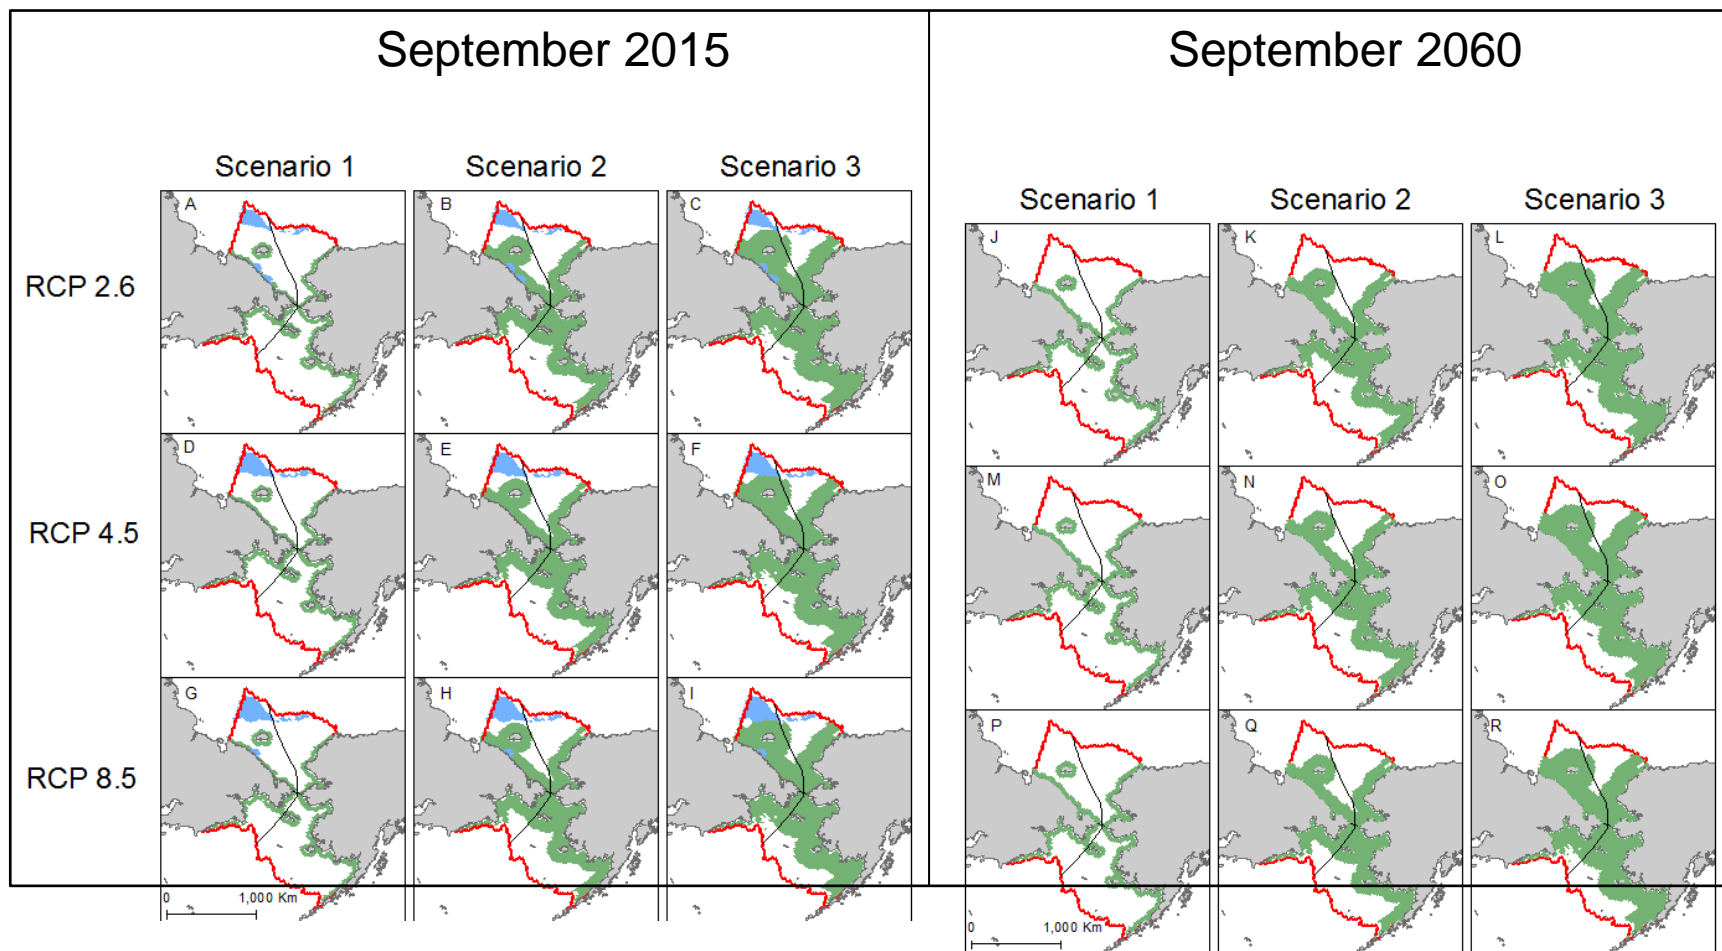 September 2015
September 2060
Scenario 1 Scenario 2 Scenario 3
Scenario 1 Scenario 2 Scenario 3
RCP 2.6
A B C
J K L
RCP 4.5
D E F
M N O
RCP 8.5
G H I
P Q R
0 1,000 Km
0 1,000 Km